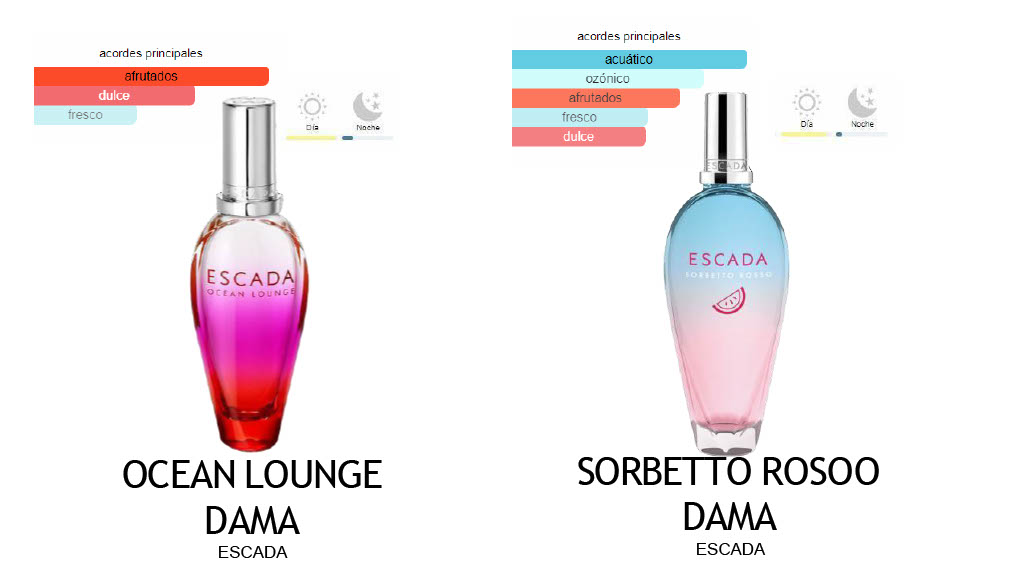 acordes principales
afrutados
dulce
fresco
Día
Noche
ESCADA
ESCADA
OCEAN LOUNGE
OCEAN LOUNGE
DAMA
ESCADA
acordes principales
acuático
ozónico
afrutados
fresco
dulce
Día
Noche
ESCADA
ESCADA
SORBETTO ROSSO
SORBETTO ROSOO
DAMA
ESCADA